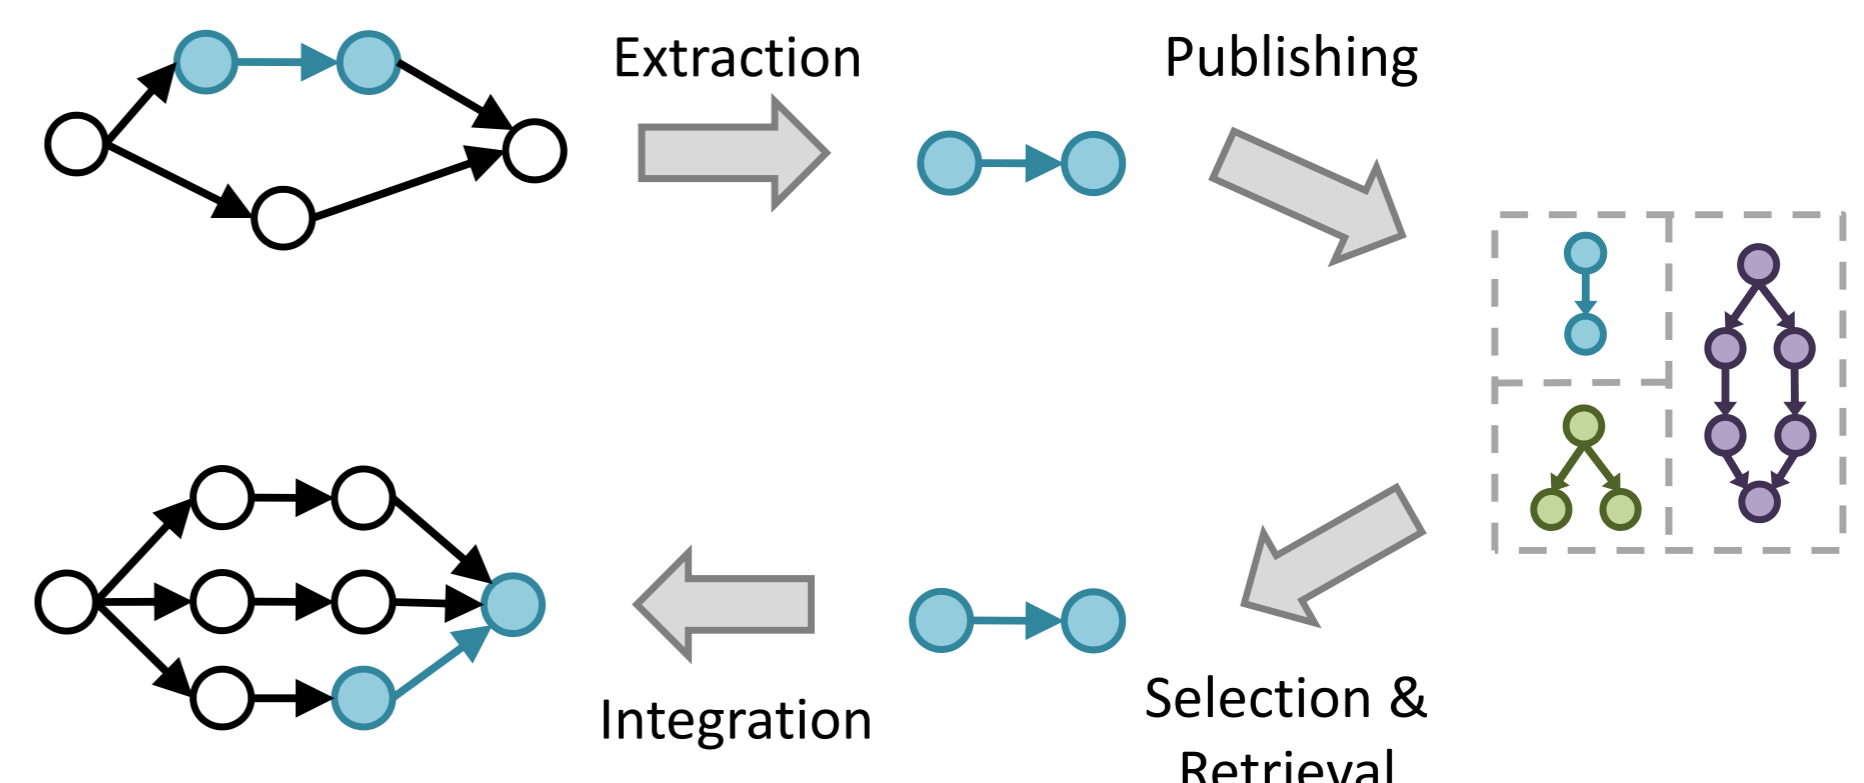 Extraction
Publishing
Integration
Selection &
Retrieval